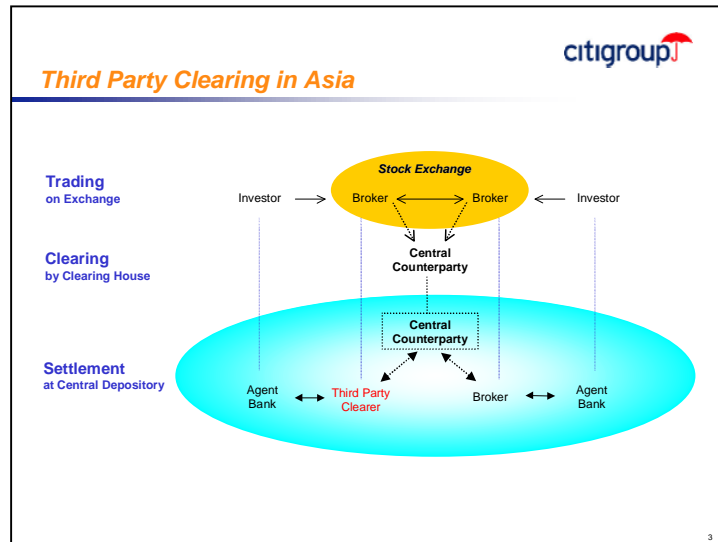 citigroup
Third Party Clearing in Asia
Stock Exchange
Trading
on Exchange
Investor
Broker
Broker
Investor
Clearing
by Clearing House
Central
Counterparty
Central
Counterparty
Settlement
at Central Depository
Agent
Bank
Third Party
Clearer
Broker
Agent
Bank
3